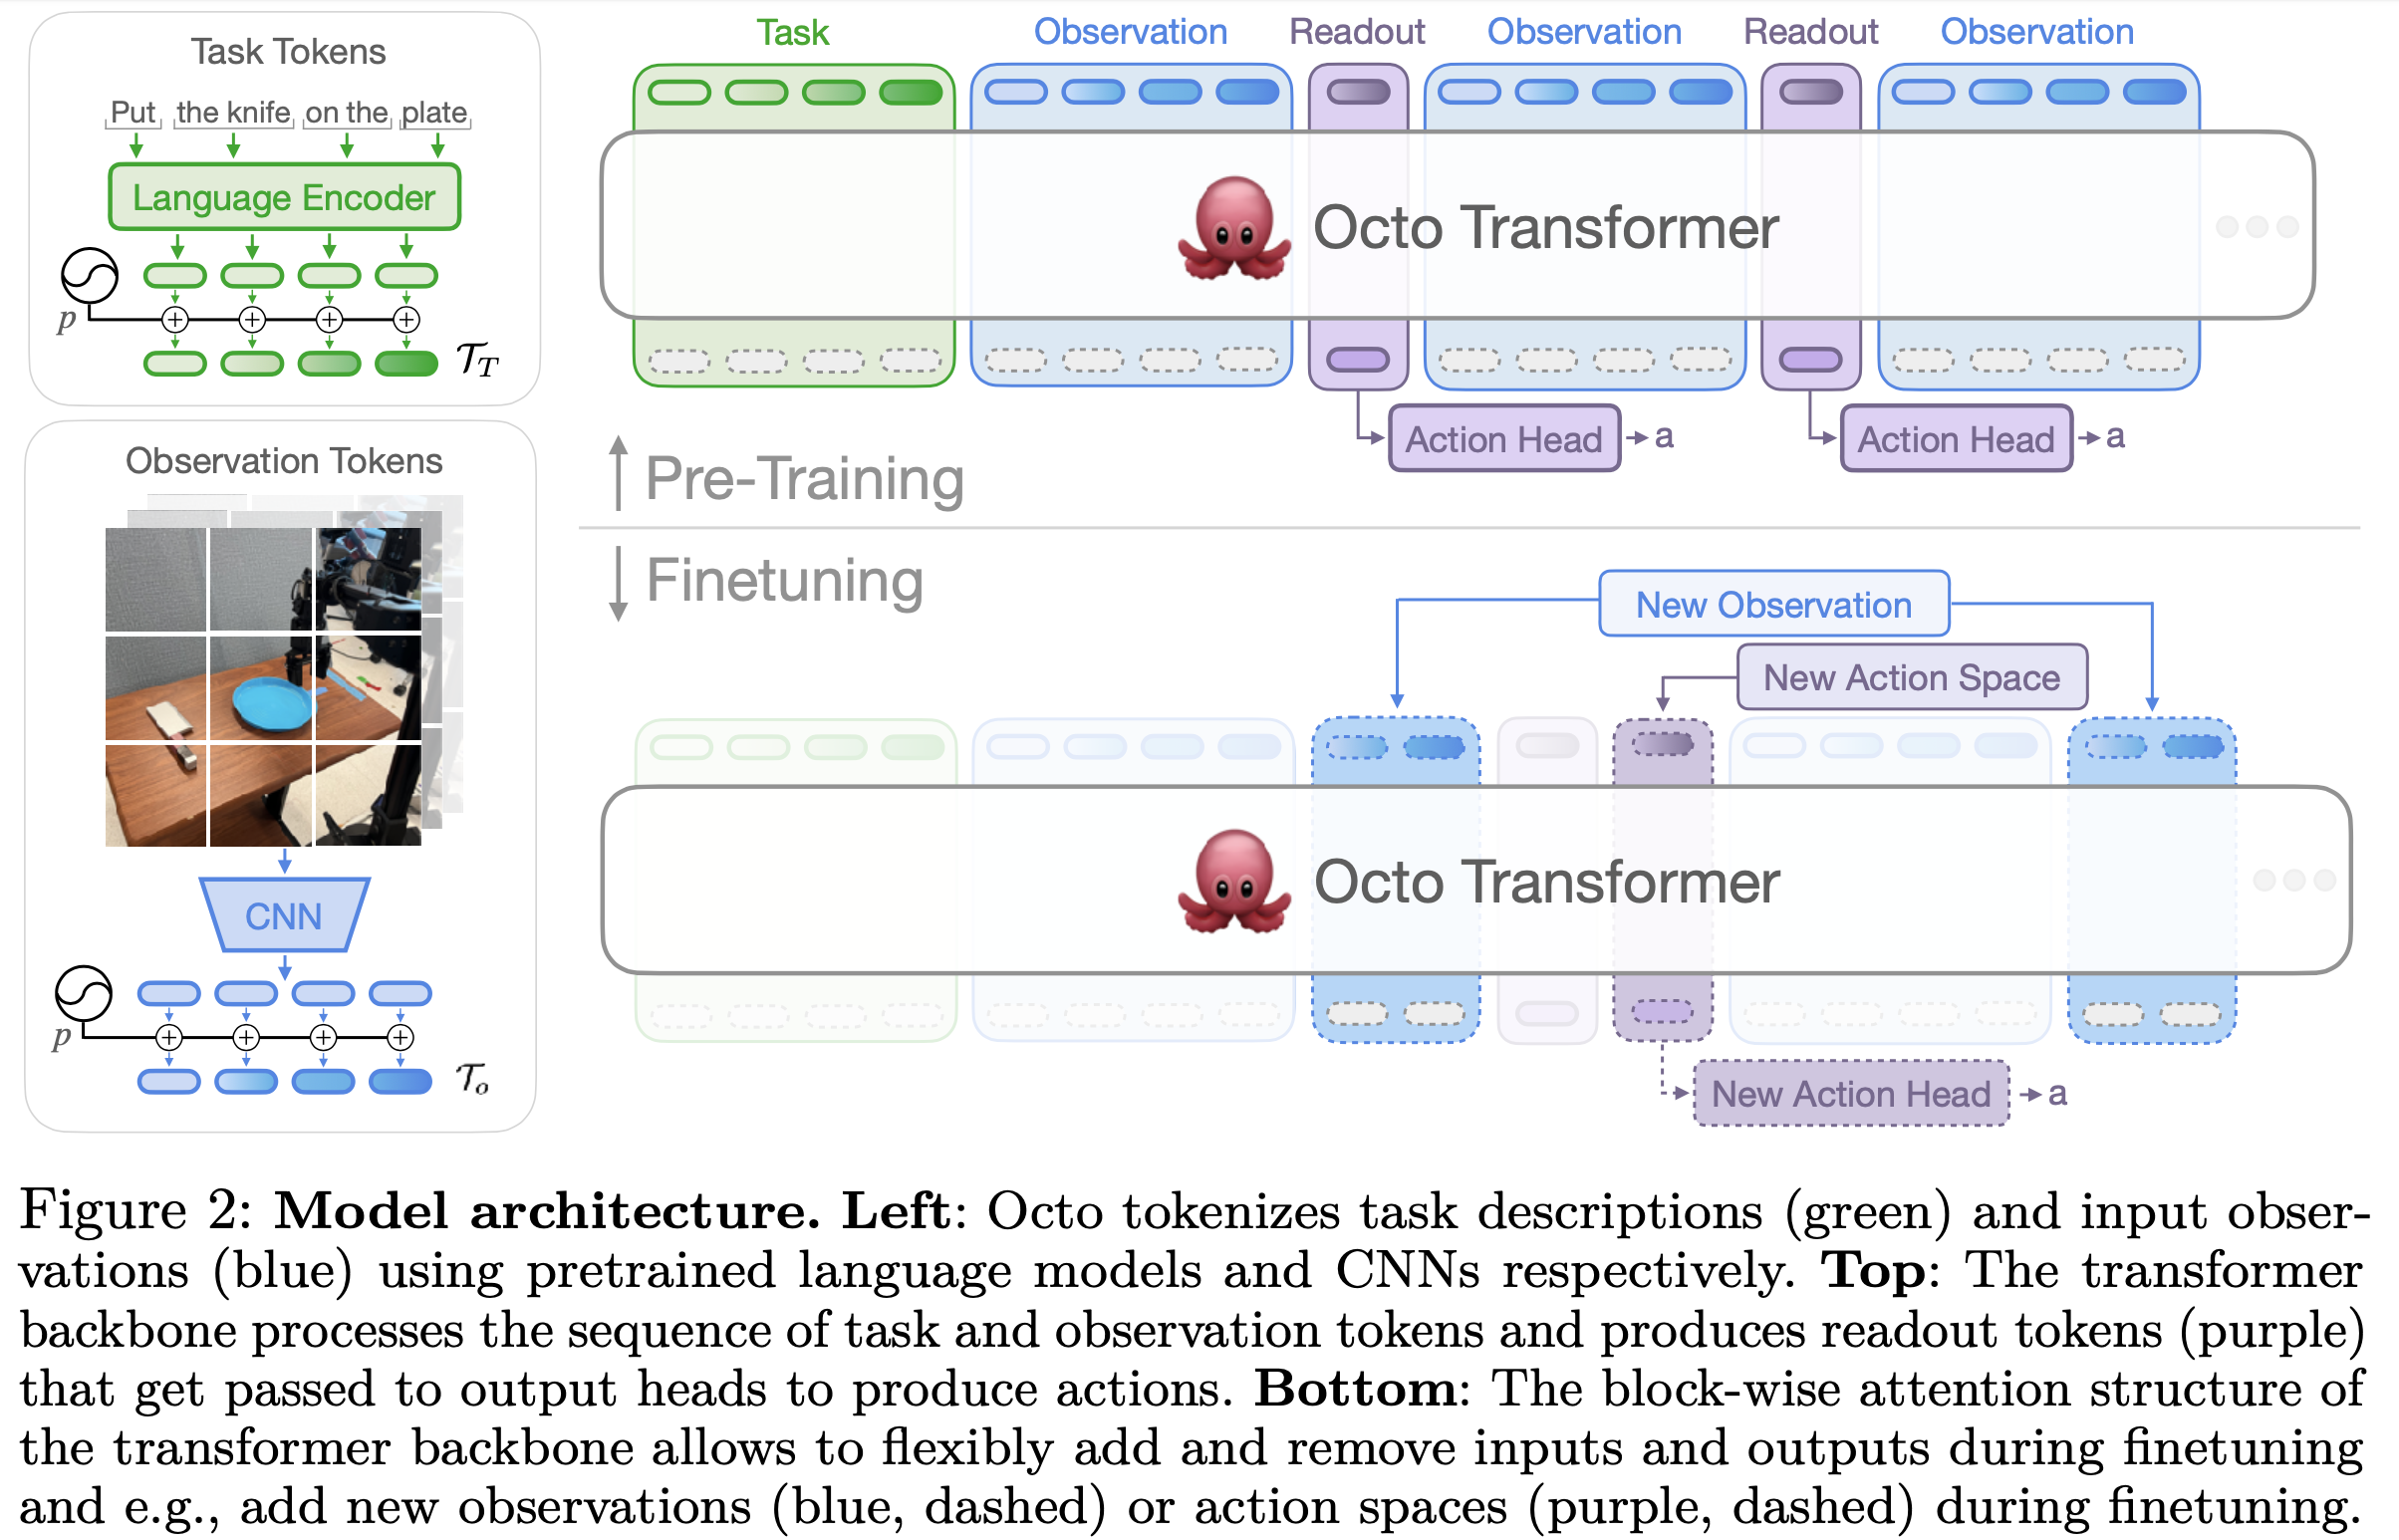 Task Tokens
Put the knife on the plate
Language Encoder
p
𝒯_T
Observation Tokens
CNN
p
𝒯_o
Task Observation Readout Observation Readout Observation
Octo Transformer
Action Head a Action Head a
Pre-Training
Finetuning
New Observation
New Action Space
Octo Transformer
New Action Head a
Figure 2: Model architecture. Left: Octo tokenizes task descriptions (green) and input obser-
vations (blue) using pretrained language models and CNNs respectively. Top: The transformer
backbone processes the sequence of task and observation tokens and produces readout tokens (purple)
that get passed to output heads to produce actions. Bottom: The block-wise attention structure of
the transformer backbone allows to flexibly add and remove inputs and outputs during finetuning
and e.g., add new observations (blue, dashed) or action spaces (purple, dashed) during finetuning.